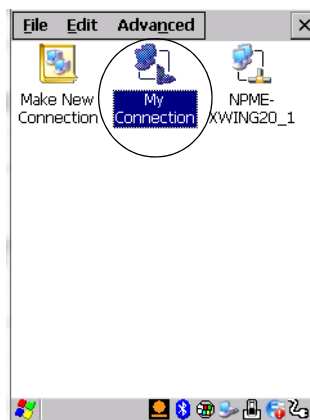 File Edit Advanced
Make New Connection
My Connection
NPME-XWING20_1